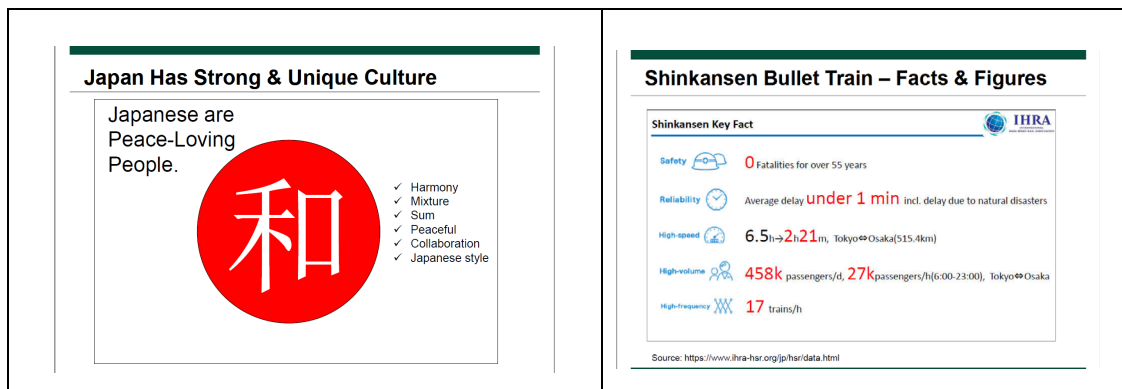 Japan Has Strong & Unique Culture
Japanese are
Peace-Loving
People.
和
✓ Harmony
✓ Mixture
✓ Sum
✓ Peaceful
✓ Collaboration
✓ Japanese style
Shinkansen Bullet Train – Facts & Figures
Shinkansen Key Fact
IHRA
Safety 0 Fatalities for over 55 years
Reliability Average delay under 1 min incl. delay due to natural disasters
High-speed 6.5h→2h21m, Tokyo⇔Osaka(515.4km)
High-volume 458k passengers/d, 27kpassengers/h(6:00-23:00), Tokyo⇔Osaka
High-frequency 17 trains/h
Source: https://www.ihra-hsr.org/jp/hsr/data.html